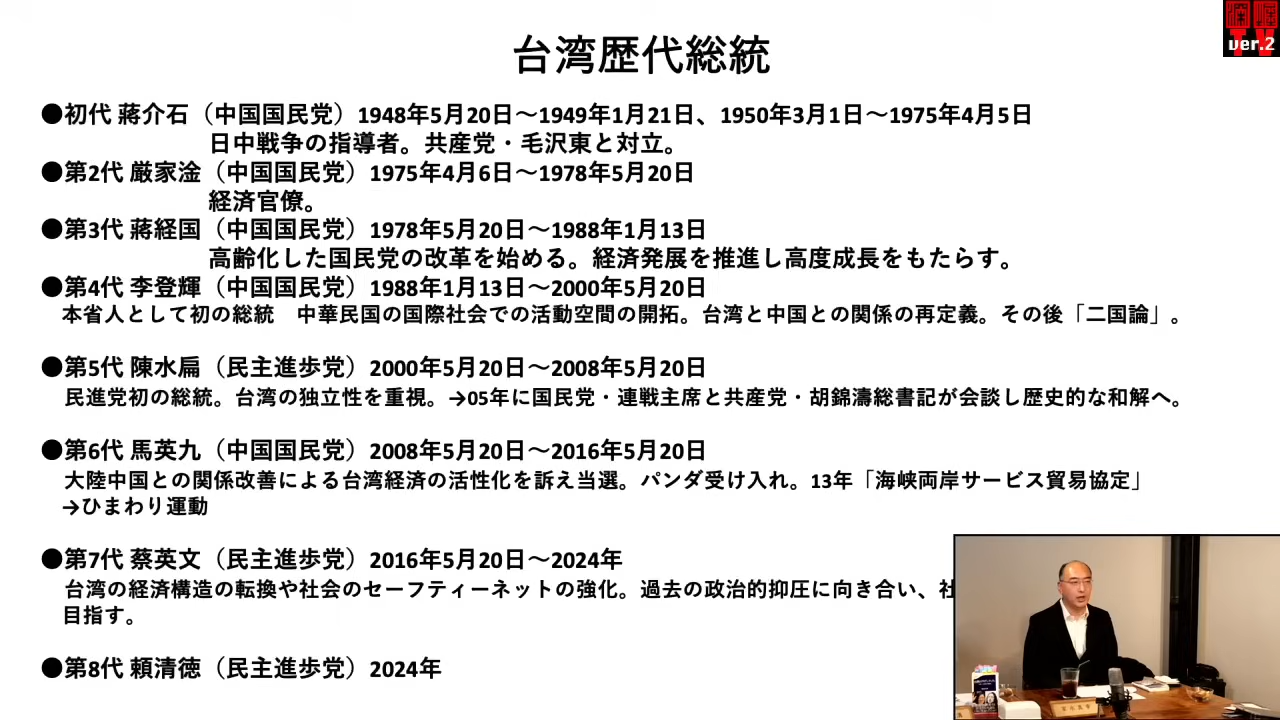 台湾歴代総統
ver.2
●初代 蔣介石（中国国民党）1948年5月20日～1949年1月21日、1950年3月1日～1975年4月5日
日中戦争の指導者。共産党・毛沢東と対立。
●第2代 厳家淦（中国国民党）1975年4月6日～1978年5月20日
経済官僚。
●第3代 蔣経国（中国国民党）1978年5月20日～1988年1月13日
高齢化した国民党の改革を始める。経済発展を推進し高度成長をもたらす。
●第4代 李登輝（中国国民党）1988年1月13日～2000年5月20日
本省人として初の総統　中華民国の国際社会での活動空間の開拓。台湾と中国との関係の再定義。その後「二国論」。
●第5代 陳水扁（民主進歩党）2000年5月20日～2008年5月20日
民進党初の総統。台湾の独立性を重視。→05年に国民党・連戦主席と共産党・胡錦濤総書記が会談し歴史的な和解へ。
●第6代 馬英九（中国国民党）2008年5月20日～2016年5月20日
大陸中国との関係改善による台湾経済の活性化を訴え当選。パンダ受け入れ。13年「海峡両岸サービス貿易協定」
→ひまわり運動
●第7代 蔡英文（民主進歩党）2016年5月20日～2024年
台湾の経済構造の転換や社会のセーフティーネットの強化。過去の政治的抑圧に向き合い、社
目指す。
●第8代 頼清徳（民主進歩党）2024年